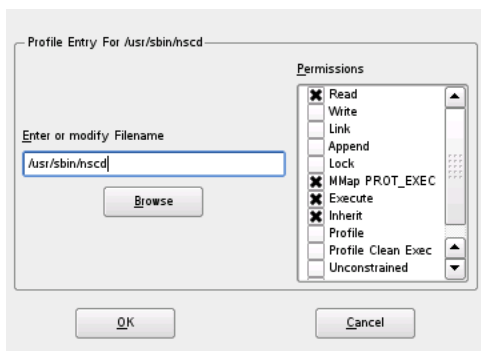 Profile Entry For /usr/sbin/nscd
Permissions
Read
Write
Link
Append
Lock
MMap PROT_EXEC
Execute
Inherit
Profile
Profile Clean Exec
Unconstrained
Enter or modify Filename
/usr/sbin/nscd
Browse
OK
Cancel